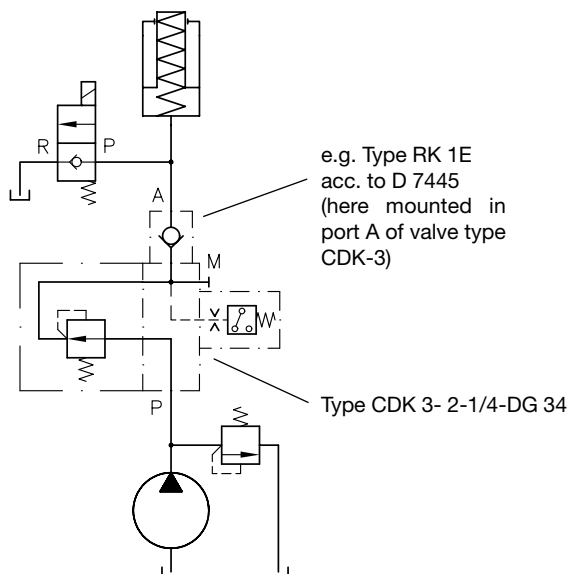 R P
e.g. Type RK 1E
acc. to D 7445
(here mounted in
port A of valve type
CDK-3)
A
M
Type CDK 3- 2-1/4-DG 34
P